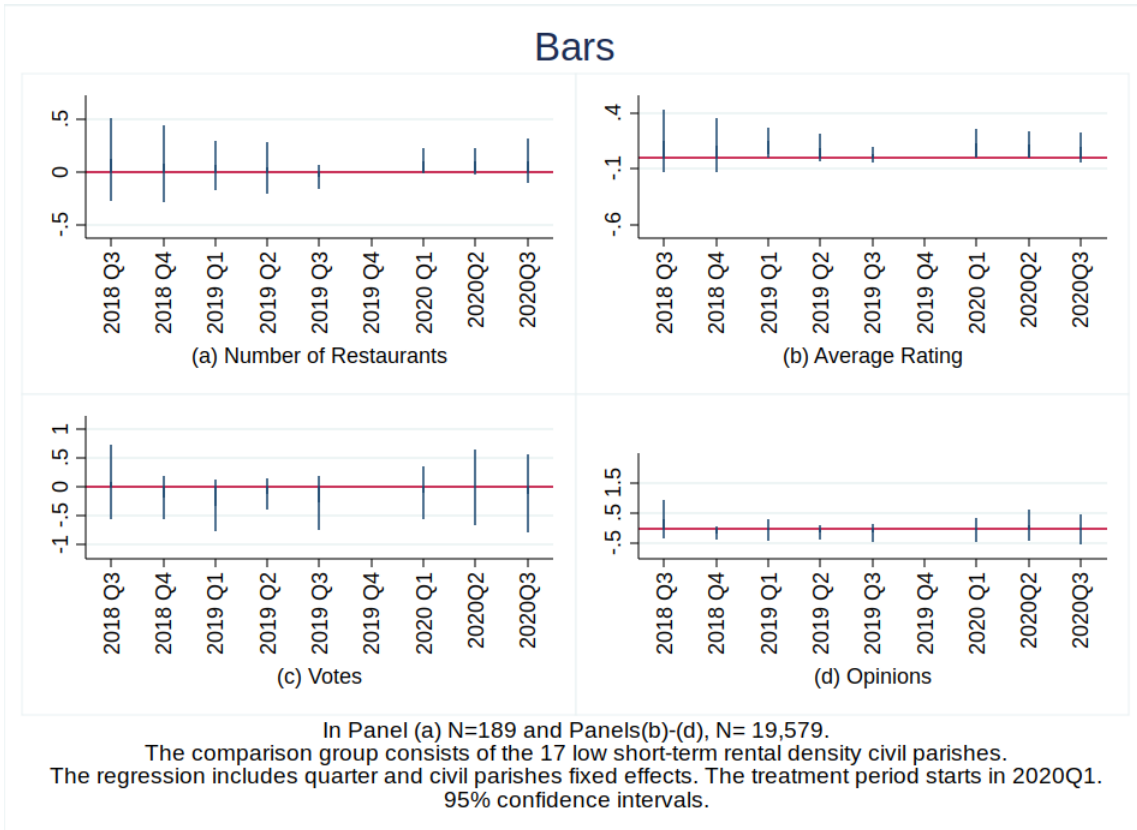 Bars
.5
0
-.5
2018 Q3
2018 Q4
2019 Q1
2019 Q2
2019 Q3
2019 Q4
2020 Q1
2020Q2
2020Q3
(a) Number of Restaurants
.4
-.1
-.6
2018 Q3
2018 Q4
2019 Q1
2019 Q2
2019 Q3
2019 Q4
2020 Q1
2020Q2
2020Q3
(b) Average Rating
1
.5
0
-.5
-1
2018 Q3
2018 Q4
2019 Q1
2019 Q2
2019 Q3
2019 Q4
2020 Q1
2020Q2
2020Q3
(c) Votes
1.5
.5
-.5
2018 Q3
2018 Q4
2019 Q1
2019 Q2
2019 Q3
2019 Q4
2020 Q1
2020Q2
2020Q3
(d) Opinions
In Panel (a) N=189 and Panels(b)-(d), N= 19,579.
The comparison group consists of the 17 low short-term rental density civil parishes.
The regression includes quarter and civil parishes fixed effects. The treatment period starts in 2020Q1.
95% confidence intervals.